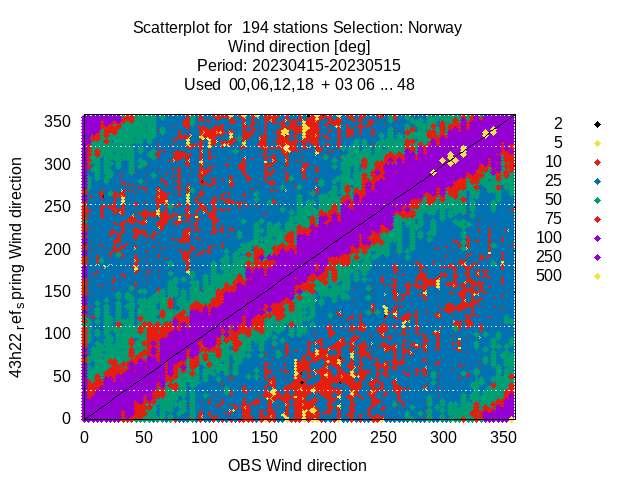 Scatterplot for 194 stations Selection: Norway
Wind direction [deg]
Period: 20230415-20230515
Used 00,06,12,18 + 03 06 ... 48
43h22_ref_spring Wind direction
350
300
250
200
150
100
50
0
0 50 100 150 200 250 300 350
OBS Wind direction
2
5
10
25
50
75
100
250
500